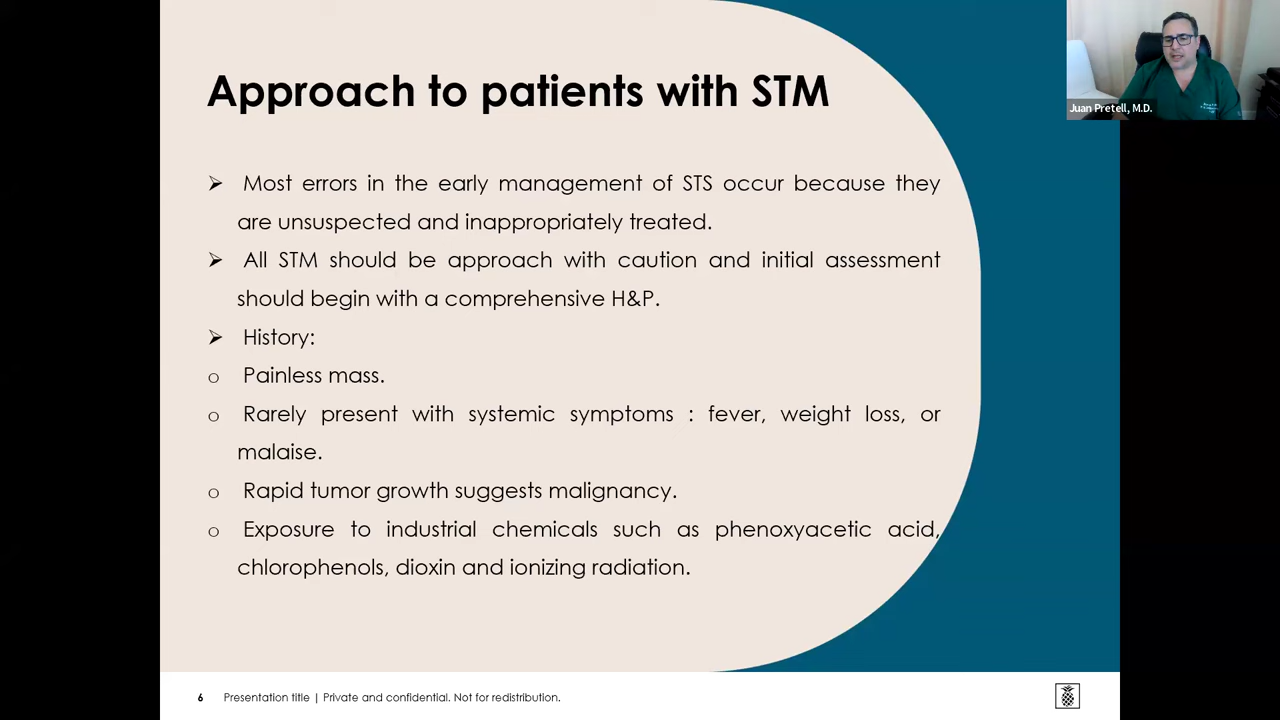 Approach to patients with STM
Juan Pretell, M.D.
➢ Most errors in the early management of STS occur because they
are unsuspected and inappropriately treated.
➢ All STM should be approach with caution and initial assessment
should begin with a comprehensive H&P.
➢ History:
o Painless mass.
o Rarely present with systemic symptoms : fever, weight loss, or
malaise.
o Rapid tumor growth suggests malignancy.
o Exposure to industrial chemicals such as phenoxyacetic acid,
chlorophenols, dioxin and ionizing radiation.
6 Presentation title | Private and confidential. Not for redistribution.